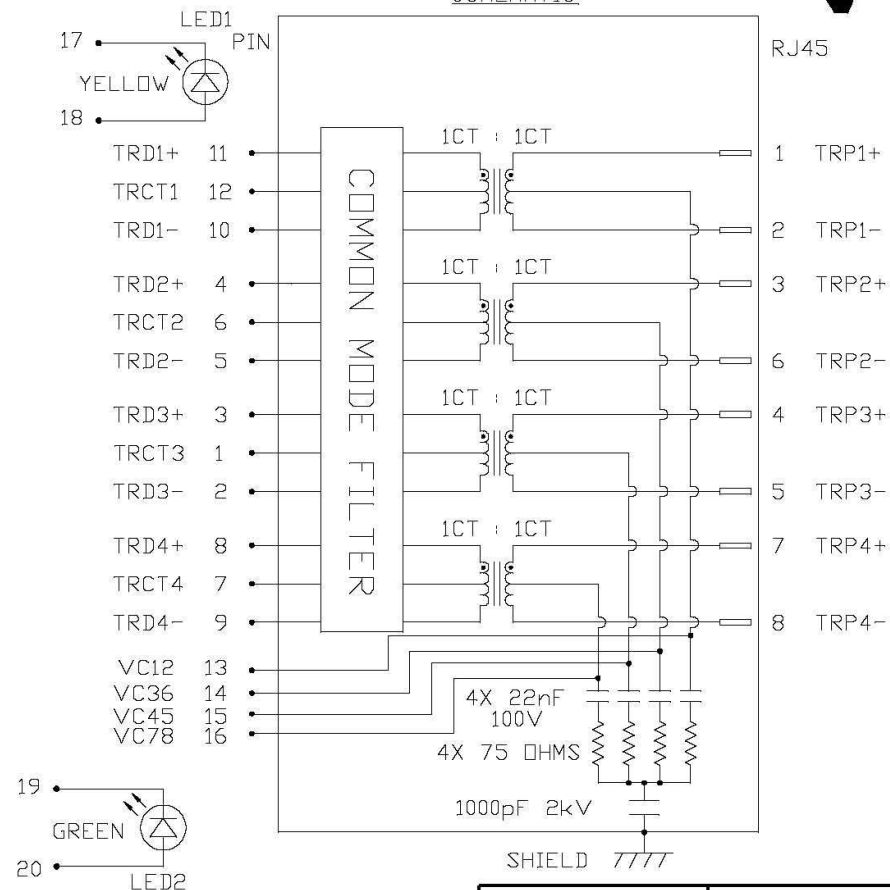 SCHEMATIC
LED1
PIN
RJ45
17
YELLOW
18
1CT : 1CT
TRD1+ 11
1 TRP1+
TRCT1 12
TRD1- 10
2 TRP1-
1CT : 1CT
TRD2+ 4
3 TRP2+
TRCT2 6
TRD2- 5
6 TRP2-
1CT : 1CT
TRD3+ 3
4 TRP3+
TRCT3 1
TRD3- 2
5 TRP3-
1CT : 1CT
TRD4+ 8
7 TRP4+
TRCT4 7
TRD4- 9
8 TRP4-
COMMON MODE FILTER
VC12 13
VC36 14
VC45 15
VC78 16
4X 22nF
100V
4X 75 OHMS
1000pF 2kV
SHIELD
19
GREEN
20
LED2